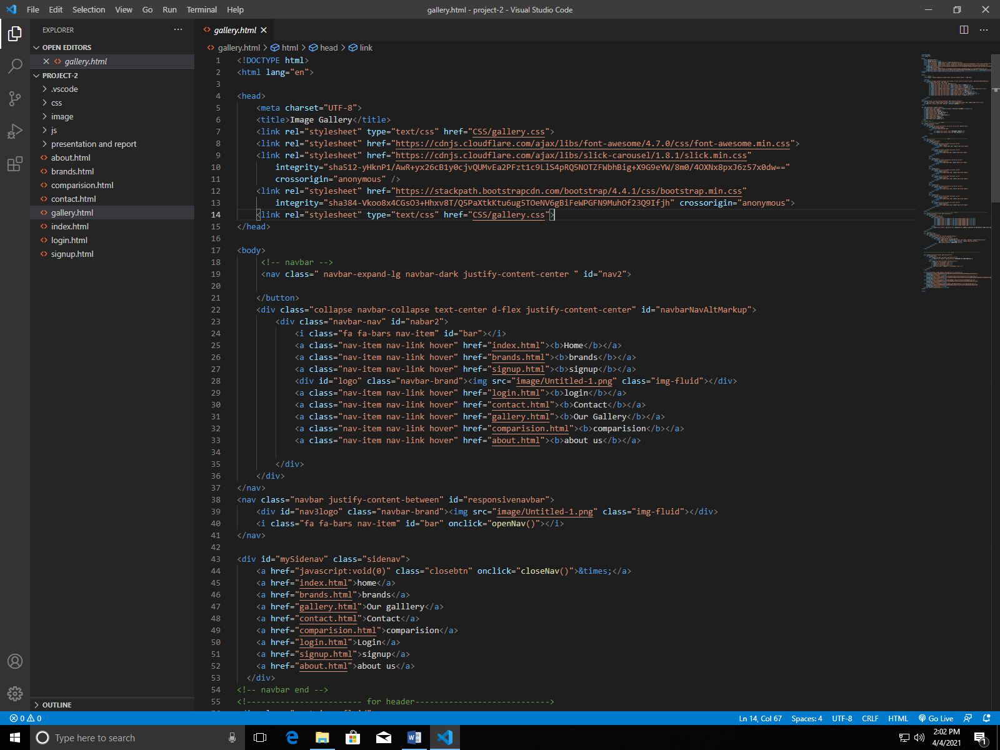 File Edit Selection View Go Run Terminal Help
gallery.html - project-2 - Visual Studio Code
EXPLORER
OPEN EDITORS
gallery.html
PROJECT-2
.vscode
css
image
js
presentation and report
about.html
brands.html
comparision.html
contact.html
gallery.html
index.html
login.html
signup.html
OUTLINE
gallery.html
gallery.html > html > head > link
1 <!DOCTYPE html>
2 <html lang="en">
3
4 <head>
5 <meta charset="UTF-8">
6 <title>Image Gallery</title>
7 <link rel="stylesheet" type="text/css" href="CSS/gallery.css">
8 <link rel="stylesheet" href="https://cdnjs.cloudflare.com/ajax/libs/font-awesome/4.7.0/css/font-awesome.min.css">
9 <link rel="stylesheet" href="https://cdnjs.cloudflare.com/ajax/libs/slick-carousel/1.8.1/slick.min.css"
10 integrity="sha512-yHknP1/AwR+yx26cB1y0cjvQUMvEa2PFzt1c9LlS4pRQ5NOTZFWbhBig+X9G9eYW/8m0/4OXNx8pxJ6z57x0dw=="
11 crossorigin="anonymous" />
12 <link rel="stylesheet" href="https://stackpath.bootstrapcdn.com/bootstrap/4.4.1/css/bootstrap.min.css"
13 integrity="sha384-Vkoo8x4CGsO3+Hhxv8T/Q5PaXtkKtu6ug5TOeNV6gBiFeWPGFN9MuhOf23Q9Ifjh" crossorigin="anonymous">
14 <link rel="stylesheet" type="text/css" href="CSS/gallery.css">
15 </head>
16
17 <body>
18 <!-- navbar -->
19 <nav class=" navbar-expand-lg navbar-dark justify-content-center " id="nav2">
20
21 </button>
22 <div class="collapse navbar-collapse text-center d-flex justify-content-center" id="navbarNavAltMarkup">
23 <div class="navbar-nav" id="nabar2">
24 <i class="fa fa-bars nav-item" id="bar"></i>
25 <a class="nav-item nav-link hover" href="index.html"><b>Home</b></a>
26 <a class="nav-item nav-link hover" href="brands.html"><b>brands</b></a>
27 <a class="nav-item nav-link hover" href="signup.html"><b>signup</b></a>
28 <div id="logo" class="navbar-brand"><img src="image/Untitled-1.png" class="img-fluid"></div>
29 <a class="nav-item nav-link hover" href="login.html"><b>login</b></a>
30 <a class="nav-item nav-link hover" href="contact.html"><b>Contact</b></a>
31 <a class="nav-item nav-link hover" href="gallery.html"><b>Our Gallery</b></a>
32 <a class="nav-item nav-link hover" href="comparision.html"><b>comparision</b></a>
33 <a class="nav-item nav-link hover" href="about.html"><b>about us</b></a>
34
35 </div>
36 </div>
37 </nav>
38 <nav class="navbar justify-content-between" id="responsivenavbar">
39 <div id="nav3logo" class="navbar-brand"><img src="image/Untitled-1.png" class="img-fluid"></div>
40 <i class="fa fa-bars nav-item" id="bar" onclick="openNav()"></i>
41 </nav>
42
43 <div id="mySidenav" class="sidenav">
44 <a href="javascript:void(0)" class="closebtn" onclick="closeNav()">&times;</a>
45 <a href="index.html">home</a>
46 <a href="brands.html">brands</a>
47 <a href="gallery.html">Our galllery</a>
48 <a href="contact.html">Contact</a>
49 <a href="comparision.html">comparision</a>
50 <a href="login.html">Login</a>
51 <a href="signup.html">signup</a>
52 <a href="about.html">about us</a>
53 </div>
54 <!-- navbar end -->
55 <!------------------------ for header---------------------------->
0 0
Ln 14, Col 67 Spaces: 4 UTF-8 CRLF HTML Go Live
Type here to search
2:02 PM
4/4/2021
1